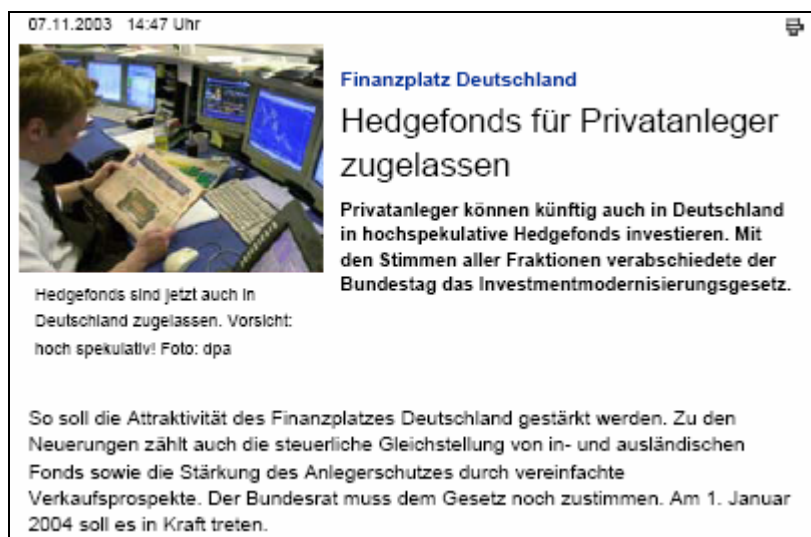 07.11.2003 14:47 Uhr
Finanzplatz Deutschland
Hedgefonds für Privatanleger
zugelassen
Privatanleger können künftig auch in Deutschland
in hochspekulative Hedgefonds investieren. Mit
den Stimmen aller Fraktionen verabschiedete der
Bundestag das Investmentmodernisierungsgesetz.
Hedgefonds sind jetzt auch in
Deutschland zugelassen. Vorsicht:
hoch spekulativ! Foto: dpa
So soll die Attraktivität des Finanzplatzes Deutschland gestärkt werden. Zu den
Neuerungen zählt auch die steuerliche Gleichstellung von in- und ausländischen
Fonds sowie die Stärkung des Anlegerschutzes durch vereinfachte
Verkaufsprospekte. Der Bundesrat muss dem Gesetz noch zustimmen. Am 1. Januar
2004 soll es in Kraft treten.